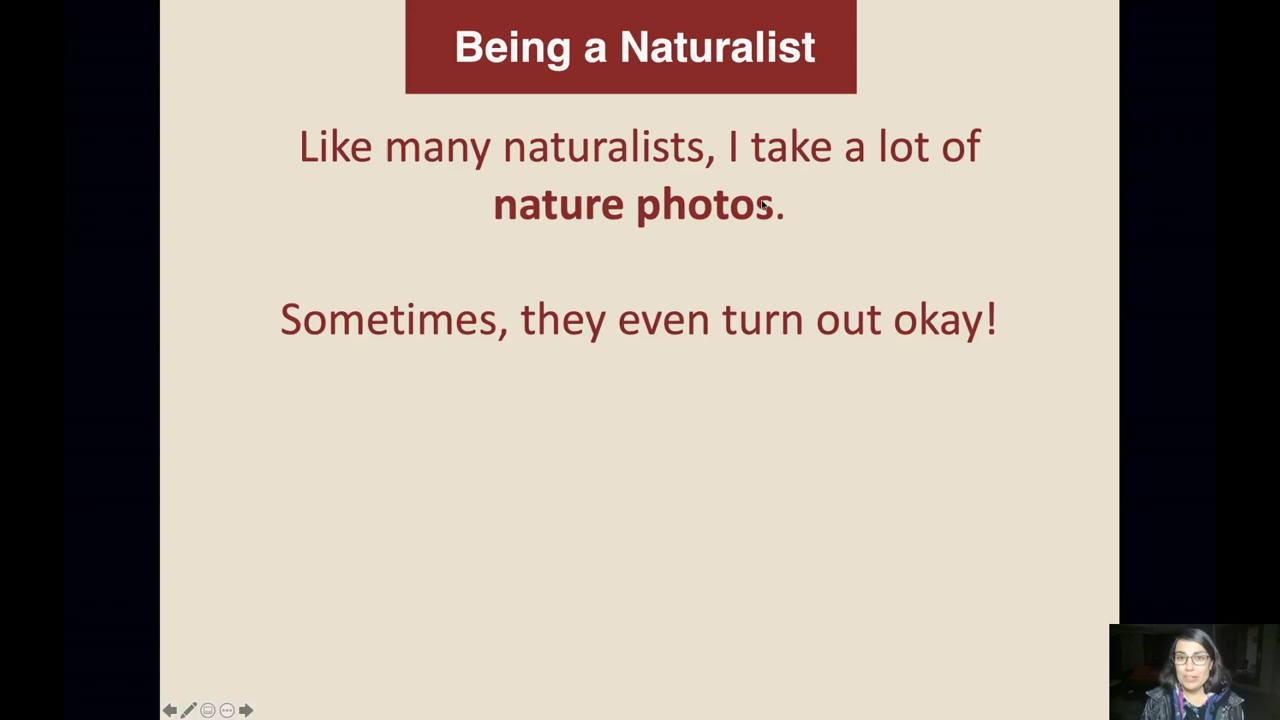 Being a Naturalist
Like many naturalists, I take a lot of
nature photos.
Sometimes, they even turn out okay!